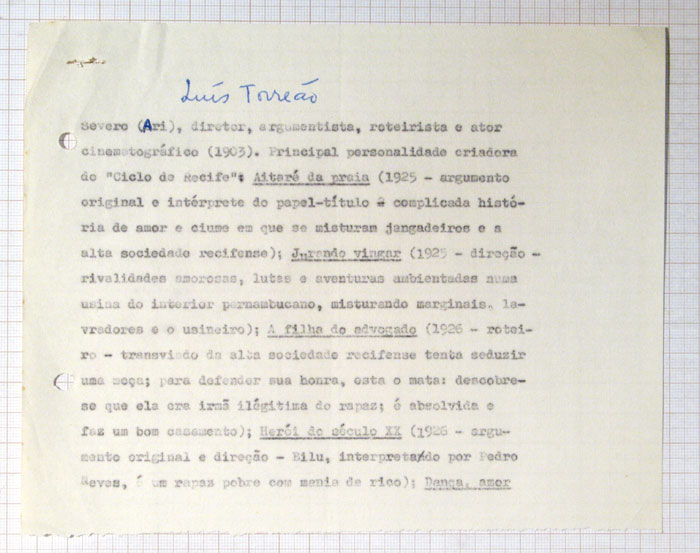 Luís Torreão
Severo (Ari), diretor, argumentista, roteirista e ator
cinematográfico (1903). Principal personalidade criadora
do "Ciclo do Recife": Aitaré da praia (1925 - argumento
original e intérprete do papel-título - complicada histó-
ria de amor e ciume em que se misturam jangadeiros e a
alta sociedade recifense); Jurando vingar (1925 - direção -
rivalidades amorosas, lutas e aventuras ambientadas numa
usina do interior pernambucano, misturando marginais, la-
vradores e o usineiro); A filha do advogado (1926 - rotei-
ro - transviado da alta sociedade recifense tenta seduzir
uma moça; para defender sua honra, esta o mata: descobre-
se que ela era irmã ilégitima do rapaz; é absolvida e
faz um bom casamento); Herói do século XX (1926 - argu-
mento original e direção - Bilu, interpretado por Pedro
Neves, é um rapaz pobre com mania de rico); Dança, amor